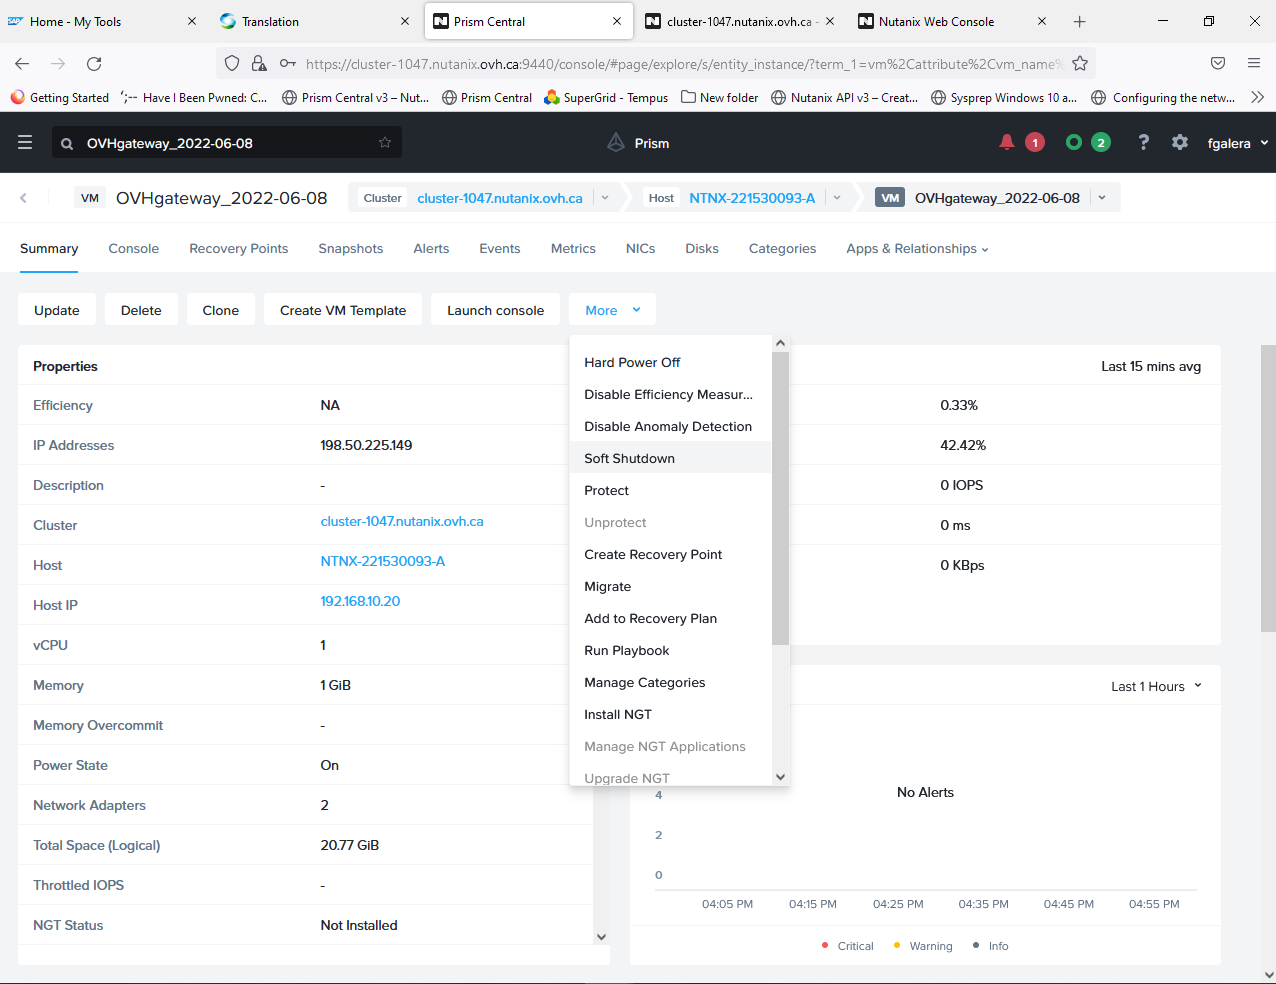 Home - My Tools
Translation
Prism Central
cluster-1047.nutanix.ovh.ca -
Nutanix Web Console
https://cluster-1047.nutanix.ovh.ca:9440/console/#page/explore/s/entity_instance/?term_1=vm%2Cattribute%2Cvm_name%
Getting Started
Have I Been Pwned: C...
Prism Central v3 – Nut...
Prism Central
SuperGrid - Tempus
New folder
Nutanix API v3 – Creat...
Sysprep Windows 10 a...
Configuring the netw...
OVHgateway_2022-06-08
Prism
1
2
?
fgalera
VM OVHgateway_2022-06-08
Cluster cluster-1047.nutanix.ovh.ca
Host NTNX-221530093-A
VM OVHgateway_2022-06-08
Summary
Console
Recovery Points
Snapshots
Alerts
Events
Metrics
NICs
Disks
Categories
Apps & Relationships
Update
Delete
Clone
Create VM Template
Launch console
More
Hard Power Off
Disable Efficiency Measur...
Disable Anomaly Detection
Soft Shutdown
Protect
Unprotect
Create Recovery Point
Migrate
Add to Recovery Plan
Run Playbook
Manage Categories
Install NGT
Manage NGT Applications
Upgrade NGT
Properties
Efficiency NA
IP Addresses 198.50.225.149
Description -
Cluster cluster-1047.nutanix.ovh.ca
Host NTNX-221530093-A
Host IP 192.168.10.20
vCPU 1
Memory 1 GiB
Memory Overcommit -
Power State On
Network Adapters 2
Total Space (Logical) 20.77 GiB
Throttled IOPS -
NGT Status Not Installed
Last 15 mins avg
0.33%
42.42%
0 IOPS
0 ms
0 KBps
Last 1 Hours
4
2
0
No Alerts
04:05 PM 04:15 PM 04:25 PM 04:35 PM 04:45 PM 04:55 PM
Critical Warning Info